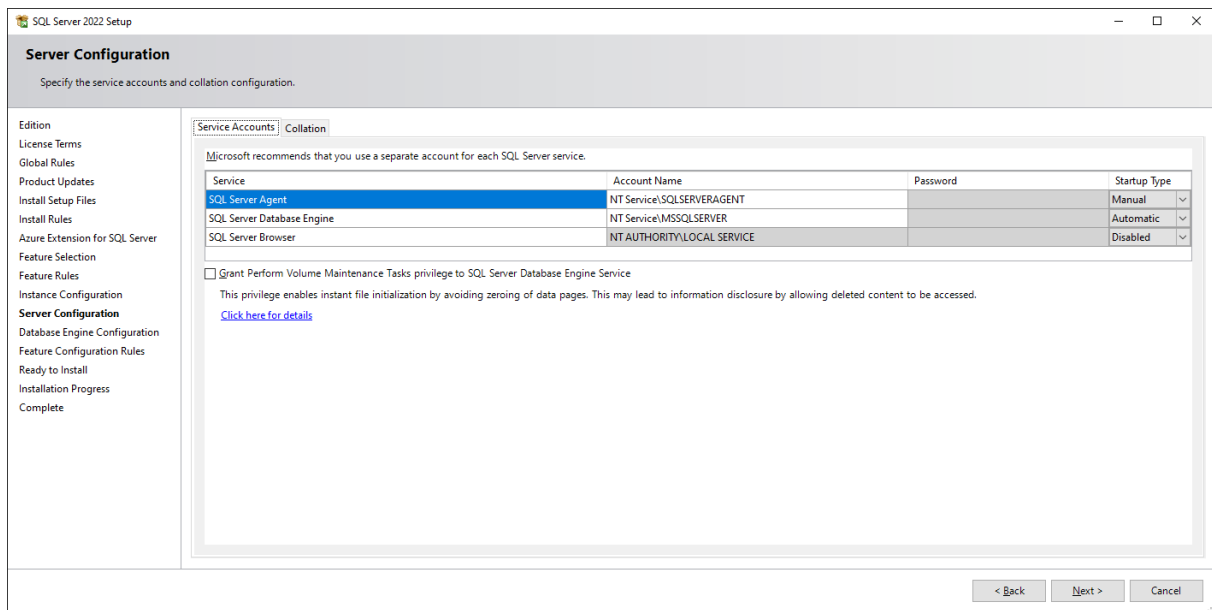 SQL Server 2022 Setup
Server Configuration
Specify the service accounts and collation configuration.
Edition
License Terms
Global Rules
Product Updates
Install Setup Files
Install Rules
Azure Extension for SQL Server
Feature Selection
Feature Rules
Instance Configuration
Server Configuration
Database Engine Configuration
Feature Configuration Rules
Ready to Install
Installation Progress
Complete
Service Accounts Collation
Microsoft recommends that you use a separate account for each SQL Server service.
Service Account Name Password Startup Type
SQL Server Agent NT Service\SQLSERVERAGENT Manual
SQL Server Database Engine NT Service\MSSQLSERVER Automatic
SQL Server Browser NT AUTHORITY\LOCAL SERVICE Disabled
Grant Perform Volume Maintenance Tasks privilege to SQL Server Database Engine Service
This privilege enables instant file initialization by avoiding zeroing of data pages. This may lead to information disclosure by allowing deleted content to be accessed.
Click here for details
< Back Next > Cancel